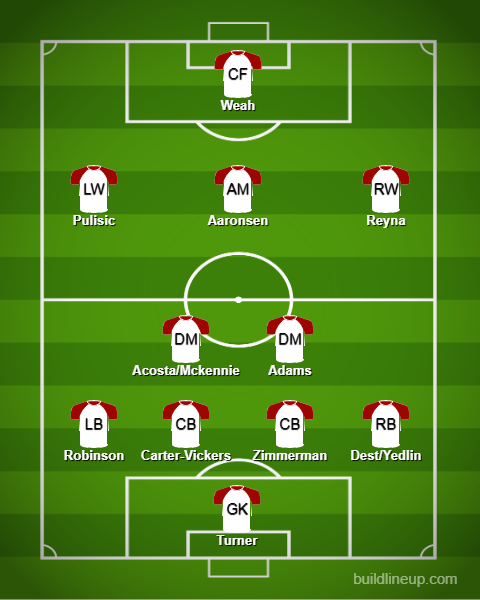 CF
Weah
LW
AM
RW
Pulisic
Aaronsen
Reyna
DM
DM
Acosta/Mckennie
Adams
LB
CB
CB
RB
Robinson
Carter-Vickers
Zimmerman
Dest/Yedlin
GK
Turner
buildlineup.com